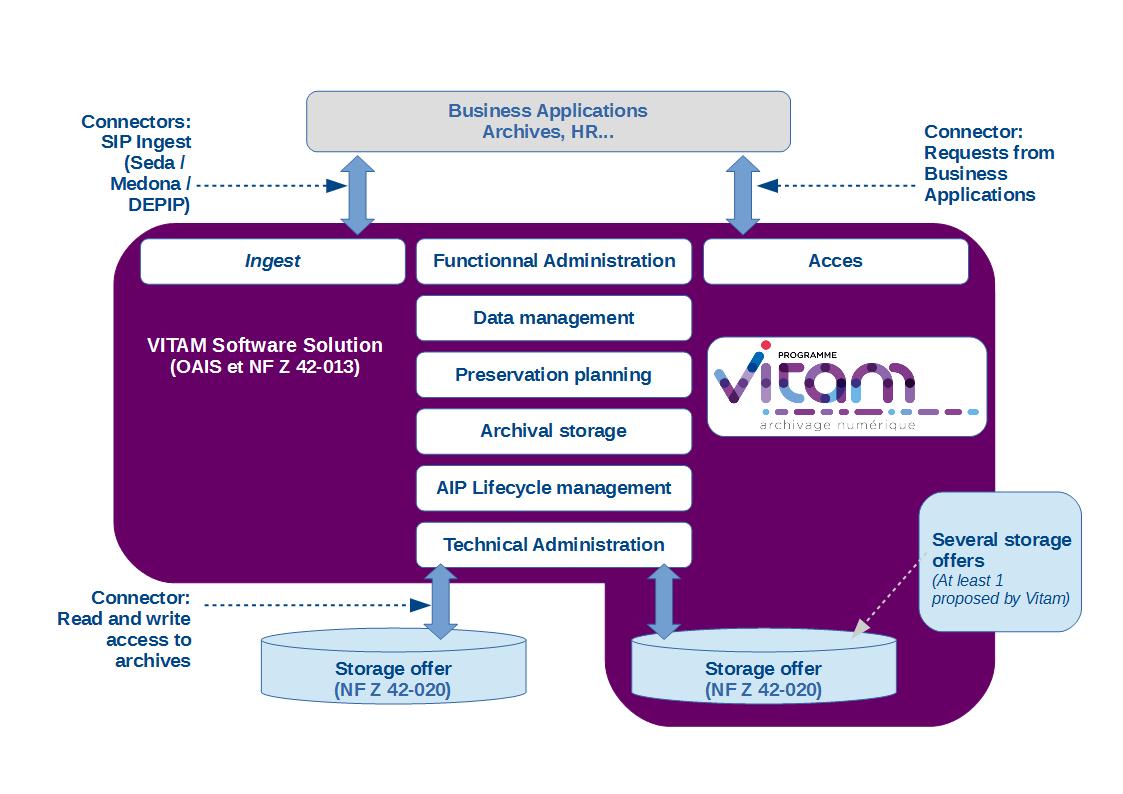 Business Applications
Archives, HR...
Connectors:
SIP Ingest
(Seda /
Medona /
DEPIP)
Connector:
Requests from
Business
Applications
Ingest
Functionnal Administration
Acces
Data management
VITAM Software Solution
(OAIS et NF Z 42-013)
Preservation planning
PROGRAMME
vitam
archivage numérique
Archival storage
AIP Lifecycle management
Technical Administration
Several storage
offers
(At least 1
proposed by Vitam)
Connector:
Read and write
access to
archives
Storage offer
(NF Z 42-020)
Storage offer
(NF Z 42-020)